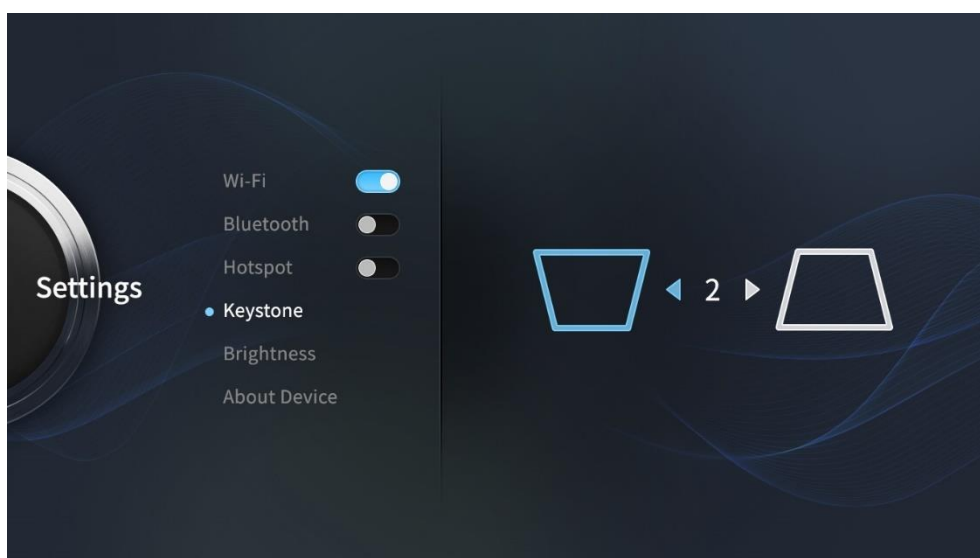 Settings
Wi-Fi
Bluetooth
Hotspot
Keystone
Brightness
About Device
2